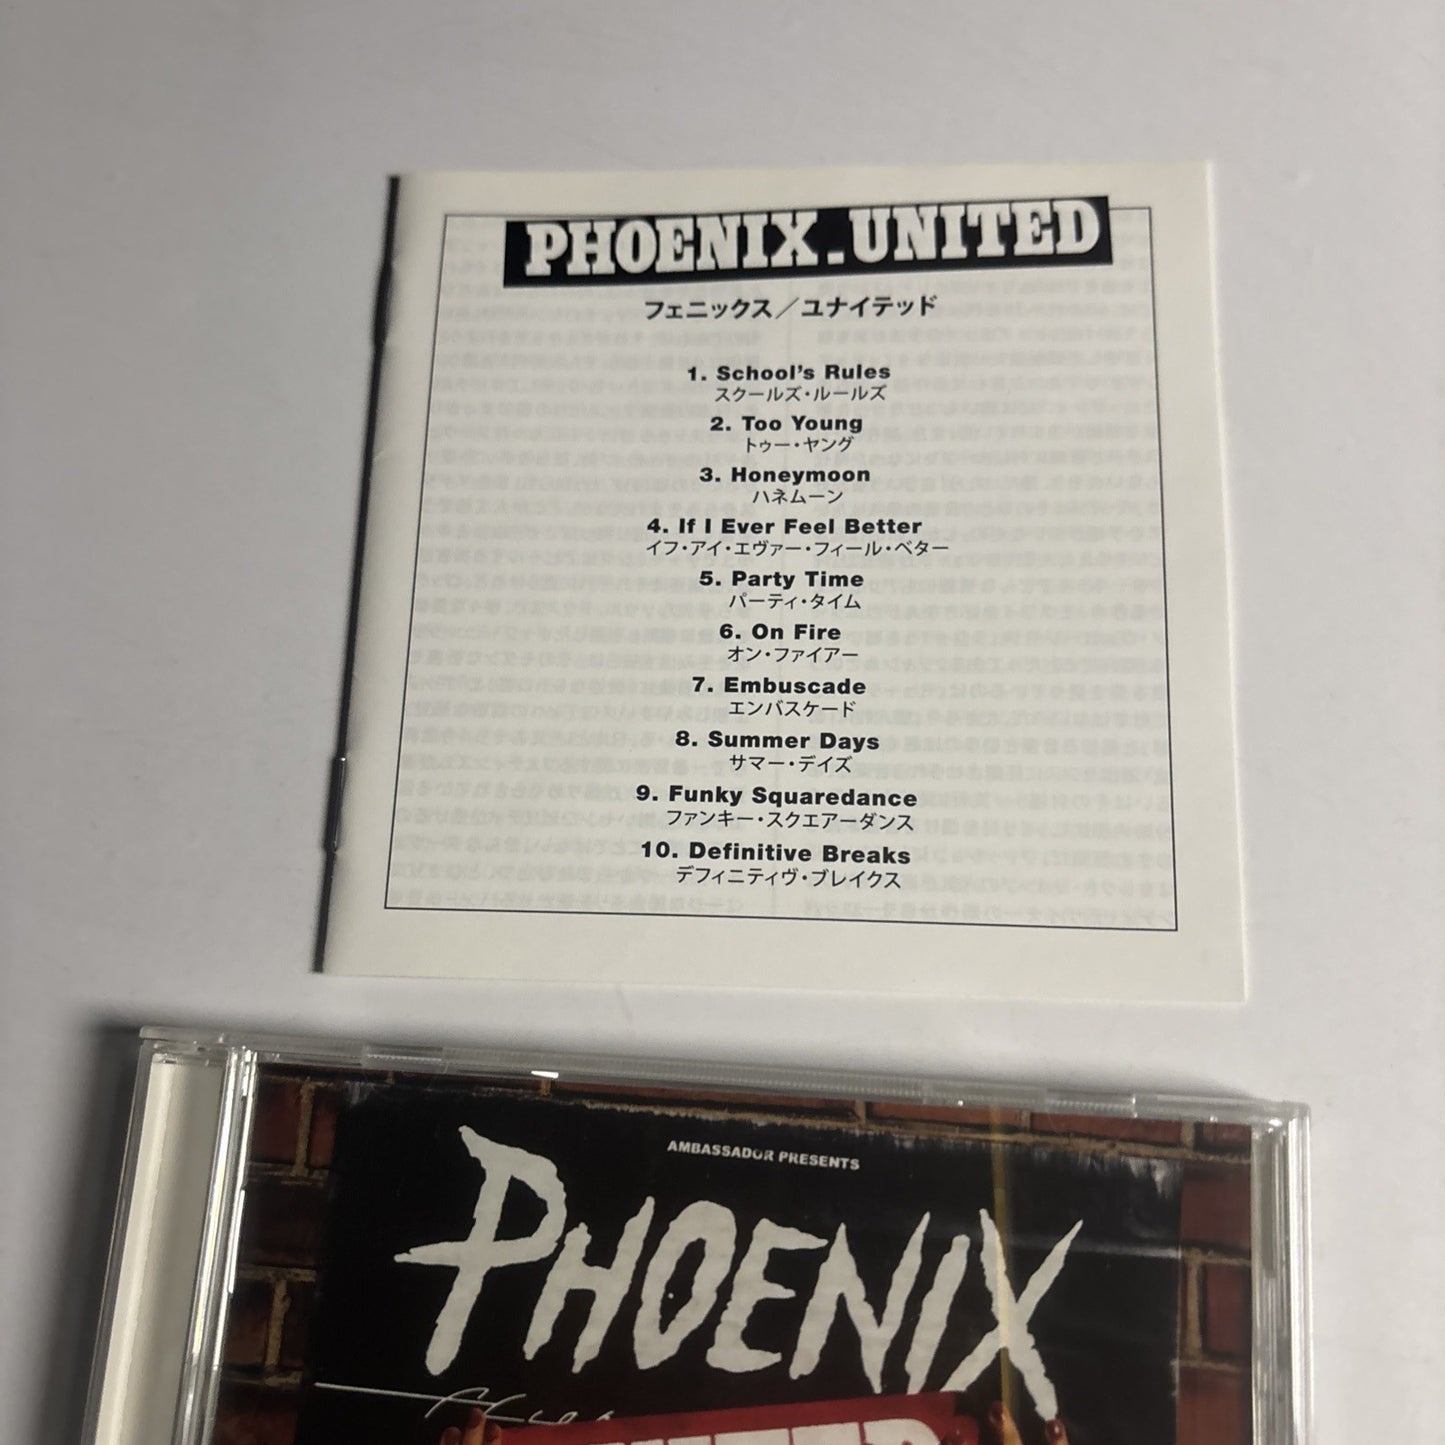 PHOENIX.UNITED
フェニックス／ユナイテッド
1. School's Rules
スクールズ・ルールズ
2. Too Young
トゥー・ヤング
3. Honeymoon
ハネムーン
4. If I Ever Feel Better
イフ・アイ・エヴァー・フィール・ベター
5. Party Time
パーティ・タイム
6. On Fire
オン・ファイアー
7. Embuscade
エンバスケード
8. Summer Days
サマー・デイズ
9. Funky Squaredance
ファンキー・スクエアーダンス
10. Definitive Breaks
デフィニティヴ・ブレイクス
AMBASSADOR PRESENTS
PHOENIX